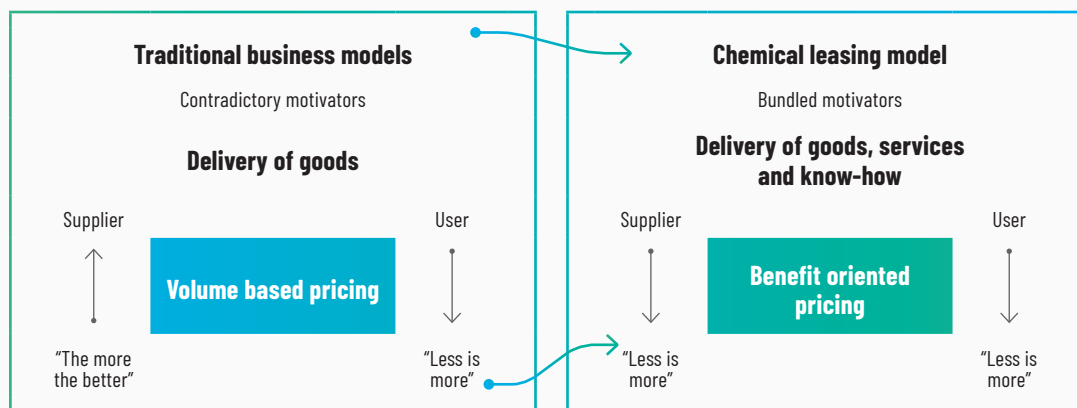 Traditional business models
Contradictory motivators
Delivery of goods
Supplier
User
Volume based pricing
“The more
the better”
“Less is
more”
Chemical leasing model
Bundled motivators
Delivery of goods, services
and know-how
Supplier
User
Benefit oriented
pricing
“Less is
more”
“Less is
more”